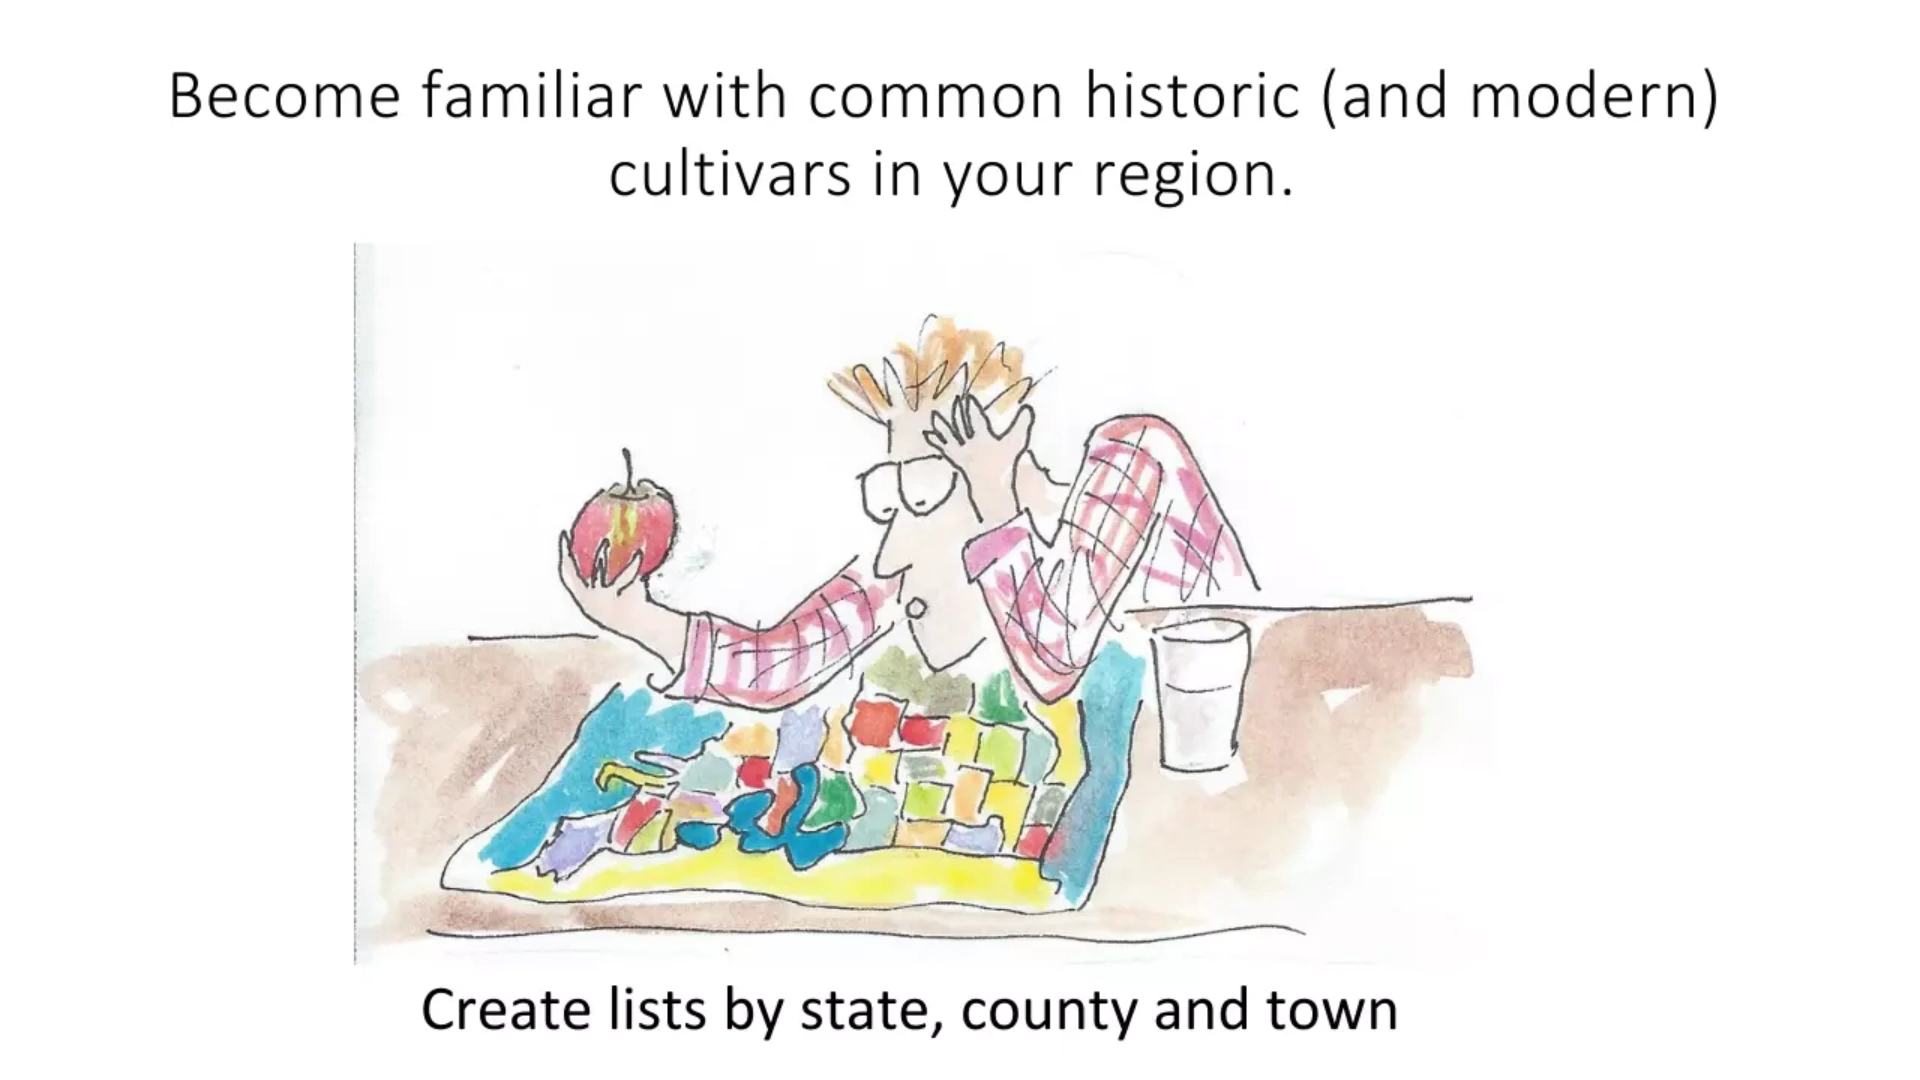 Become familiar with common historic (and modern)
cultivars in your region.
Create lists by state, county and town